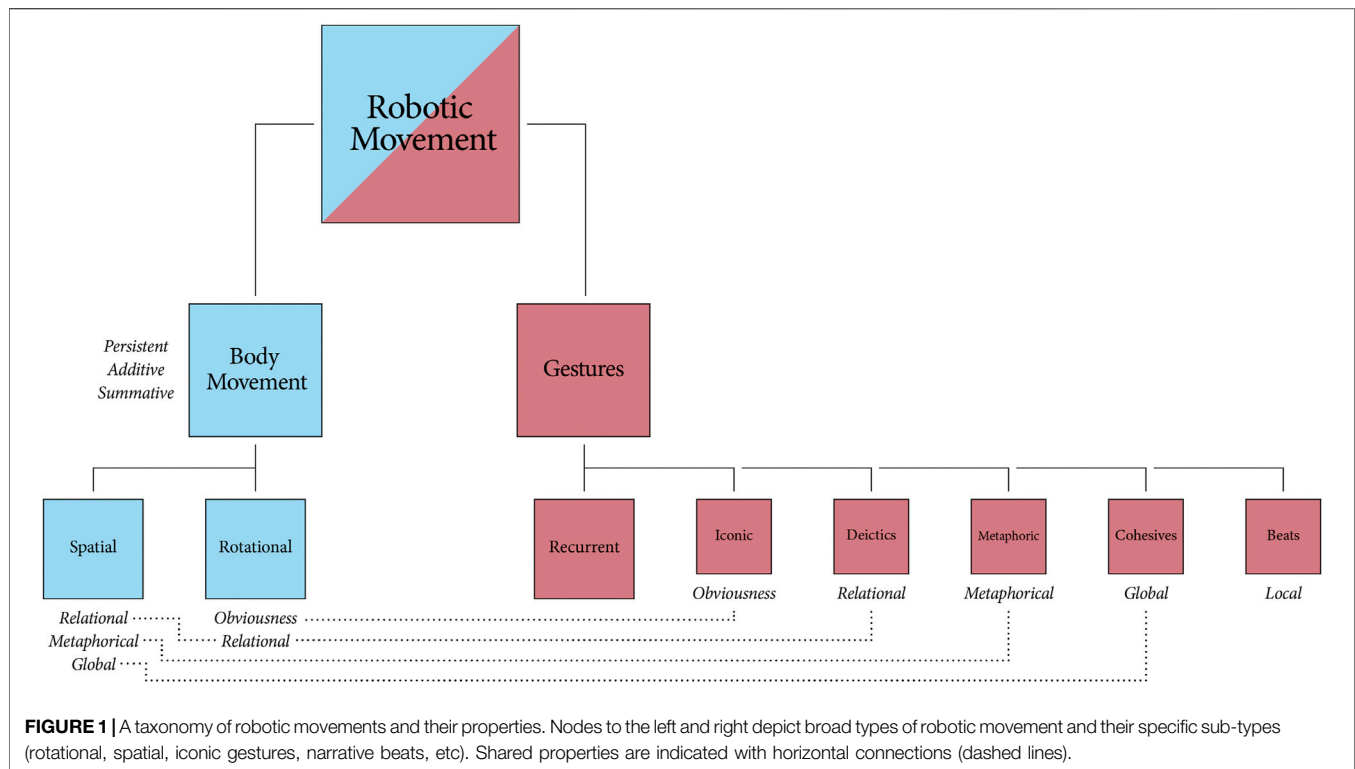 Robotic
Movement
Persistent
Additive
Summative
Body
Movement
Gestures
Spatial
Rotational
Recurrent
Iconic
Deictics
Metaphoric
Cohesives
Beats
Obviousness
Relational
Metaphorical
Global
Local
Relational
Metaphorical
Global
Obviousness
Relational
FIGURE 1 | A taxonomy of robotic movements and their properties. Nodes to the left and right depict broad types of robotic movement and their specific sub-types
(rotational, spatial, iconic gestures, narrative beats, etc). Shared properties are indicated with horizontal connections (dashed lines).